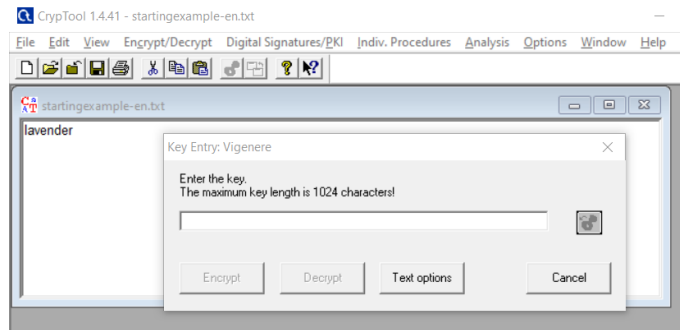 CrypTool 1.4.41 - startingexample-en.txt
File Edit View Encrypt/Decrypt Digital Signatures/PKI Indiv. Procedures Analysis Options Window Help
startingexample-en.txt
lavender
Key Entry: Vigenere
Enter the key.
The maximum key length is 1024 characters!
Encrypt Decrypt Text options Cancel